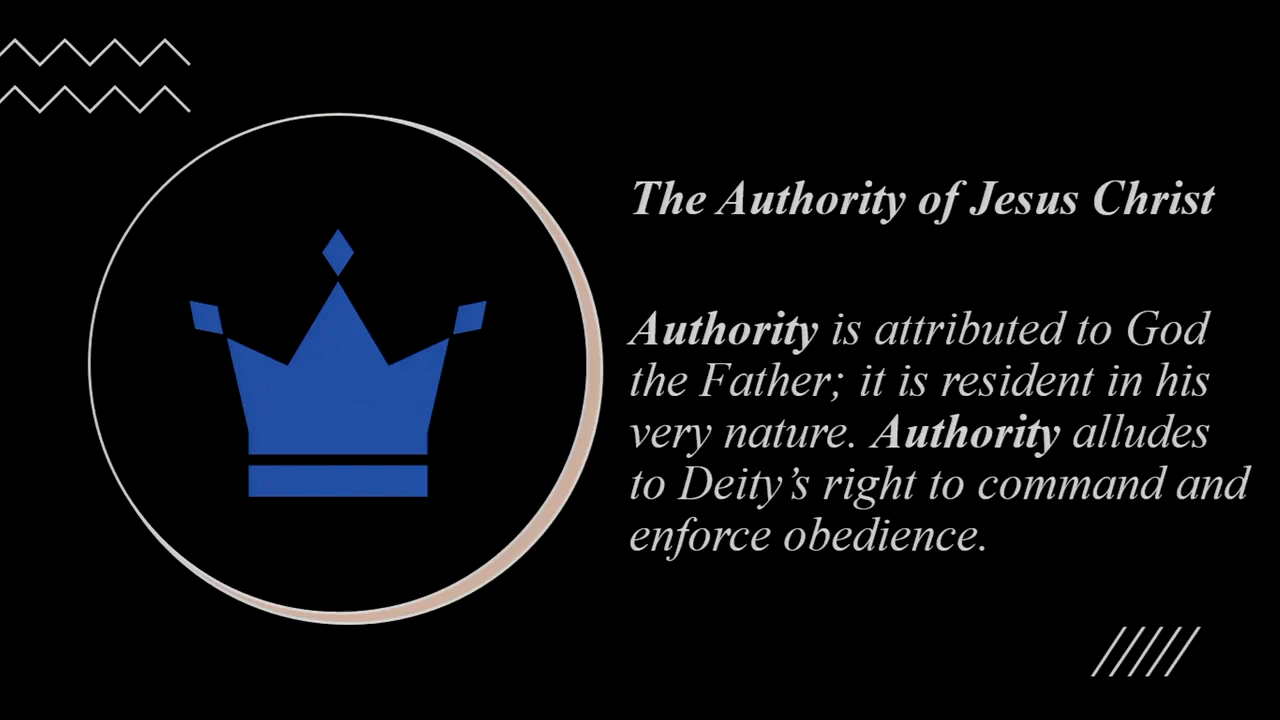 The Authority of Jesus Christ
Authority is attributed to God
the Father; it is resident in his
very nature. Authority alludes
to Deity’s right to command and
enforce obedience.